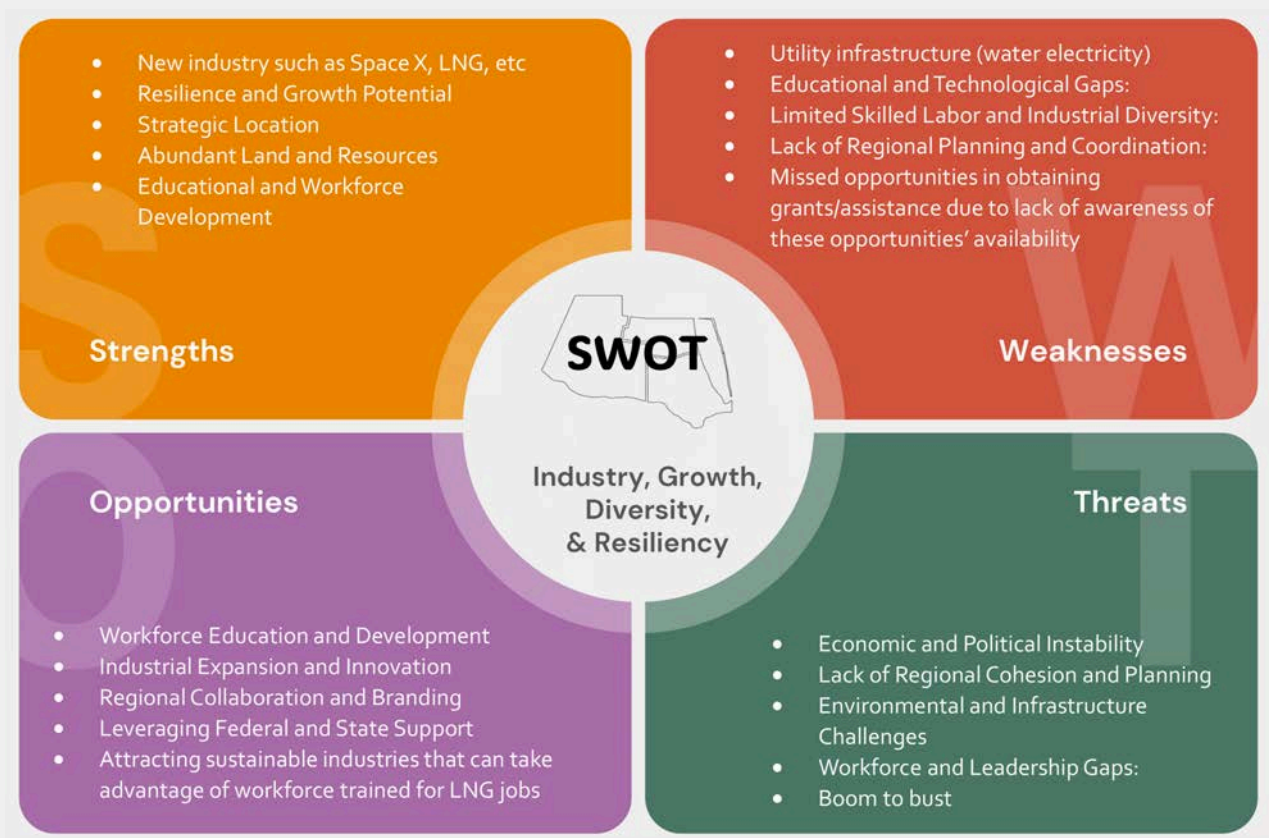 • New industry such as Space X, LNG, etc
• Resilience and Growth Potential
• Strategic Location
• Abundant Land and Resources
• Educational and Workforce
Development
S
Strengths
• Utility infrastructure (water electricity)
• Educational and Technological Gaps:
• Limited Skilled Labor and Industrial Diversity:
• Lack of Regional Planning and Coordination:
• Missed opportunities in obtaining
grants/assistance due to lack of awareness of
these opportunities’ availability
W
Weaknesses
SWOT
Industry, Growth,
Diversity,
& Resiliency
O
Opportunities
• Workforce Education and Development
• Industrial Expansion and Innovation
• Regional Collaboration and Branding
• Leveraging Federal and State Support
• Attracting sustainable industries that can take
advantage of workforce trained for LNG jobs
T
Threats
• Economic and Political Instability
• Lack of Regional Cohesion and Planning
• Environmental and Infrastructure
Challenges
• Workforce and Leadership Gaps:
• Boom to bust